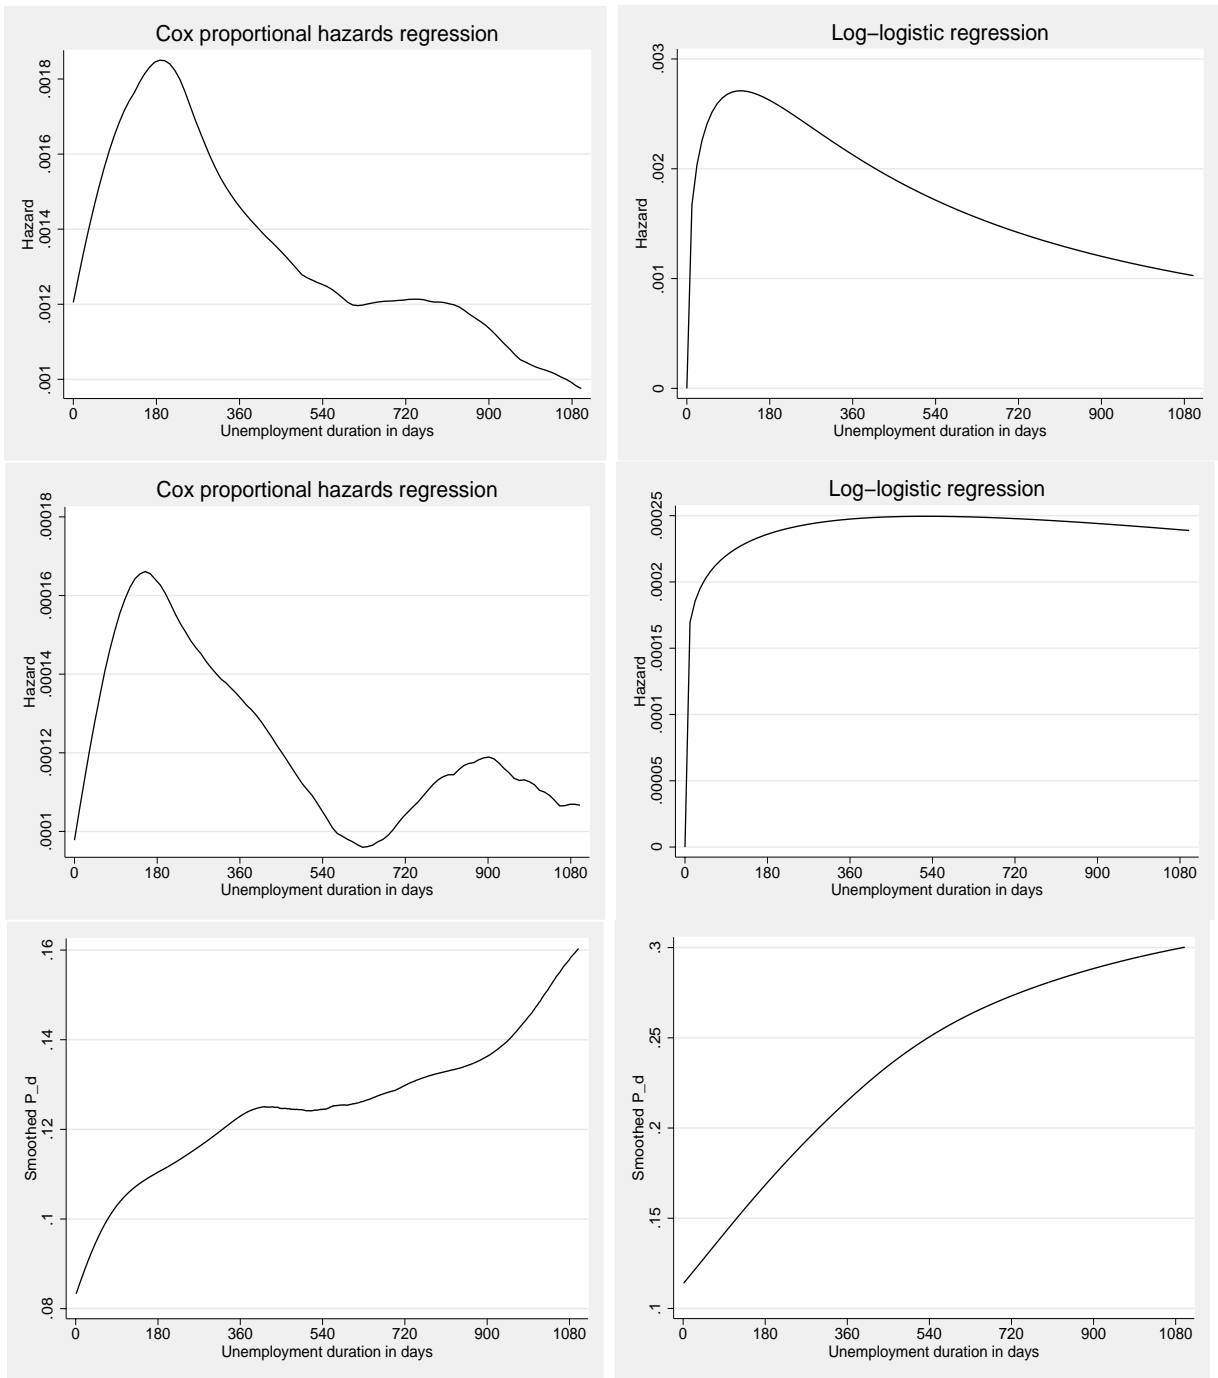 Cox proportional hazards regression
Hazard
.001 .0012 .0014 .0016 .0018
0 180 360 540 720 900 1080
Unemployment duration in days
Log−logistic regression
Hazard
0 .001 .002 .003
0 180 360 540 720 900 1080
Unemployment duration in days
Cox proportional hazards regression
Hazard
.0001 .00012 .00014 .00016 .00018
0 180 360 540 720 900 1080
Unemployment duration in days
Log−logistic regression
Hazard
0 .00005 .0001 .00015 .0002 .00025
0 180 360 540 720 900 1080
Unemployment duration in days
Smoothed P_d
.08 .1 .12 .14 .16
0 180 360 540 720 900 1080
Unemployment duration in days
Smoothed P_d
.1 .15 .2 .25 .3
0 180 360 540 720 900 1080
Unemployment duration in days